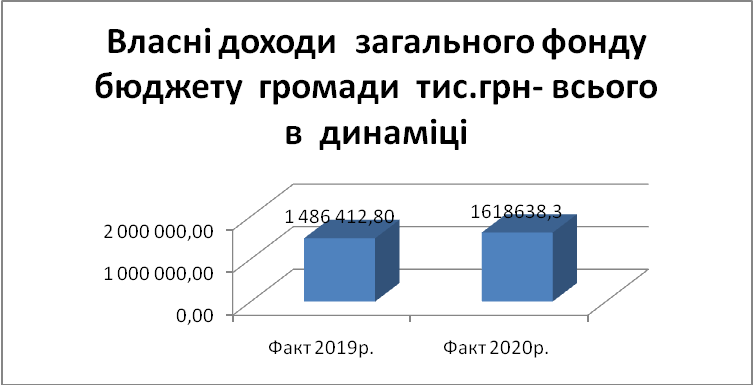 Власні доходи загального фонду
бюджету громади тис.грн- всього
в динаміці
1 486 412,80
1618638,3
2 000 000,00
1 000 000,00
0,00
Факт 2019р.
Факт 2020р.